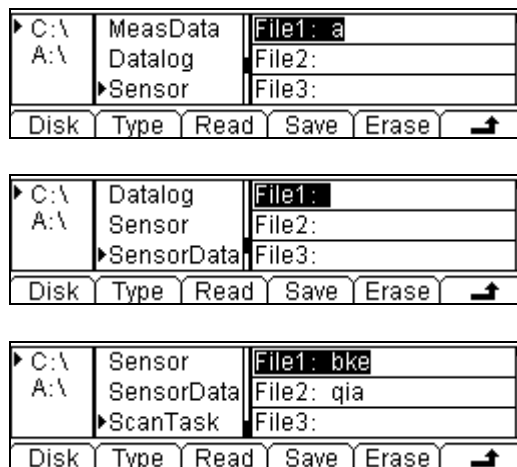 C:\ MeasData File1: a
A:\ Datalog File2:
Sensor File3:
Disk Type Read Save Erase
C:\ Datalog File1:
A:\ Sensor File2:
SensorData File3:
Disk Type Read Save Erase
C:\ Sensor File1: bke
A:\ SensorData File2: qia
ScanTask File3:
Disk Type Read Save Erase